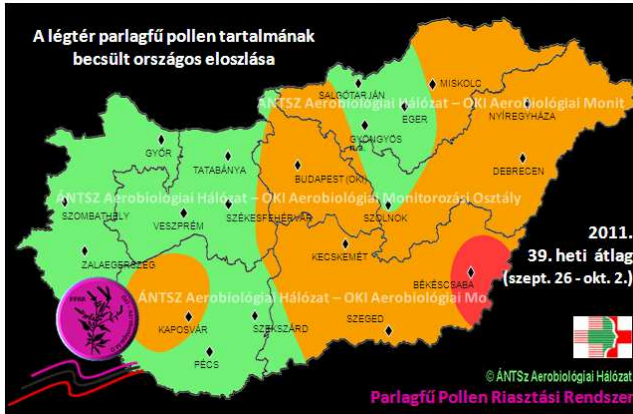 A légtér parlagfű pollen tartalmának
becsült országos eloszlása
SALGÓTARJÁN
MISKOLC
ÁNTSZ Aerobiológiai Hálózat – OKI Aerobiológiai Monit
EGER
NYÍREGYHÁZA
GYÖNGYÖS
GYŐR
TATABÁNYA
BUDAPEST (OKI)
DEBRECEN
ÁNTSZ Aerobiológiai Hálózat – OKI Aerobiológiai Monitorozási Osztály
SZOMBATHELY
VESZPRÉM
SZÉKESFEHÉRVÁR
SZOLNOK
2011.
39. heti átlag
(szept. 26 - okt. 2.)
KECSKEMÉT
ZALAEGERSZEG
BÉKÉSCSABA
ÁNTSZ Aerobiológiai Hálózat – OKI Aerobiológiai Mo
KAPOSVÁR
SZEKSZÁRD
SZEGED
PÉCS
© ÁNTSz Aerobiológiai Hálózat
Parlagfű Pollen Riasztási Rendszer